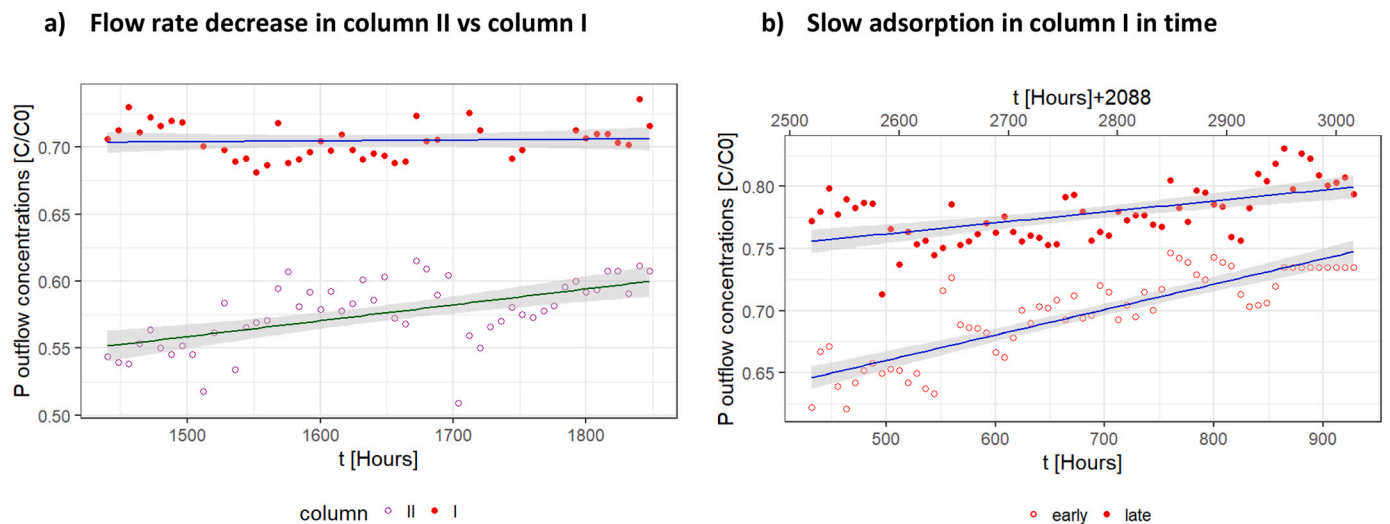 a) Flow rate decrease in column II vs column I
P outflow concentrations [C/C0]
0.70
0.65
0.60
0.55
0.50
1500 1600 1700 1800
t [Hours]
column II I
b) Slow adsorption in column I in time
t [Hours]+2088
2500 2600 2700 2800 2900 3000
P outflow concentrations [C/C0]
0.80
0.75
0.70
0.65
500 600 700 800 900
t [Hours]
early late